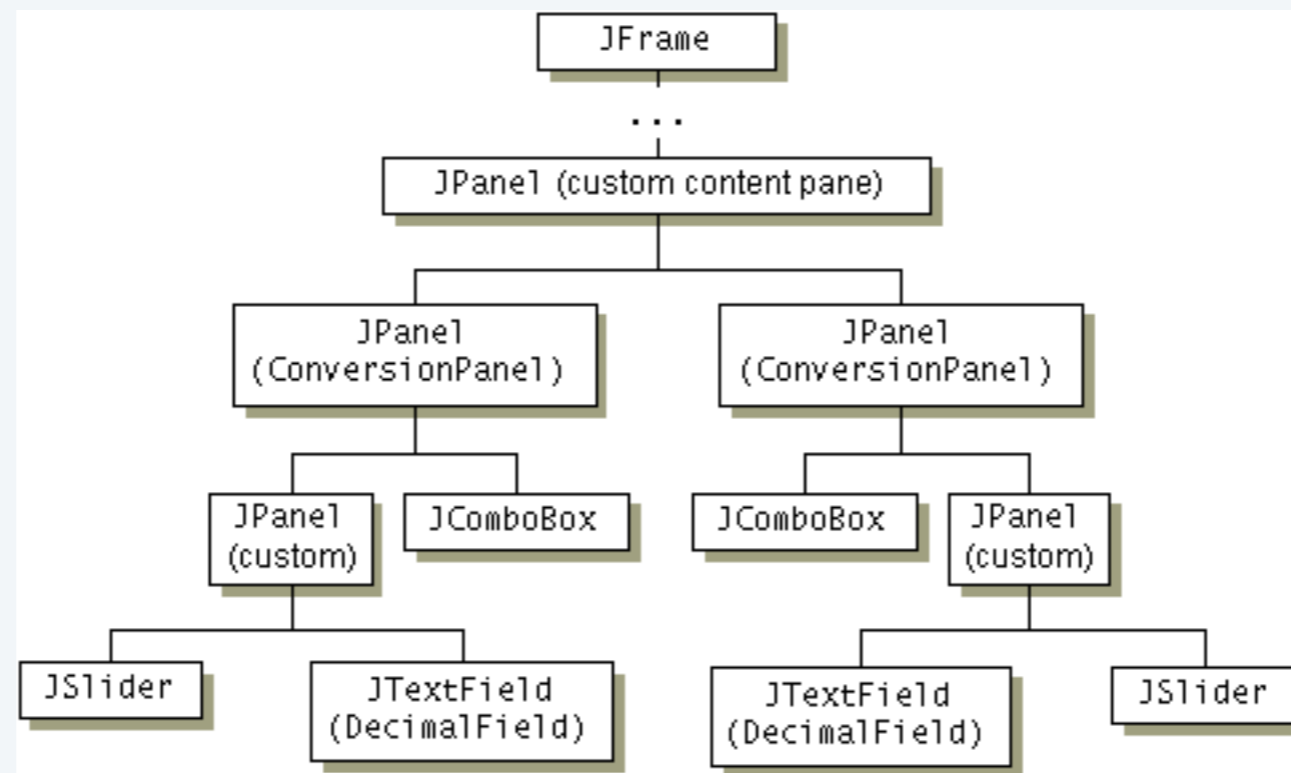 JFrame
...
JPanel (custom content pane)
JPanel
(ConversionPanel)
JPanel
(ConversionPanel)
JPanel
(custom)
JComboBox
JComboBox
JPanel
(custom)
JSlider
JTextField
(DecimalField)
JTextField
(DecimalField)
JSlider